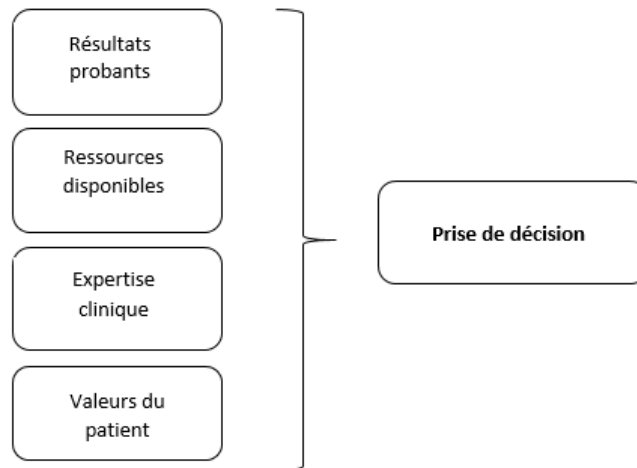 Résultats
probants
Ressources
disponibles
Expertise
clinique
Valeurs du
patient
Prise de décision